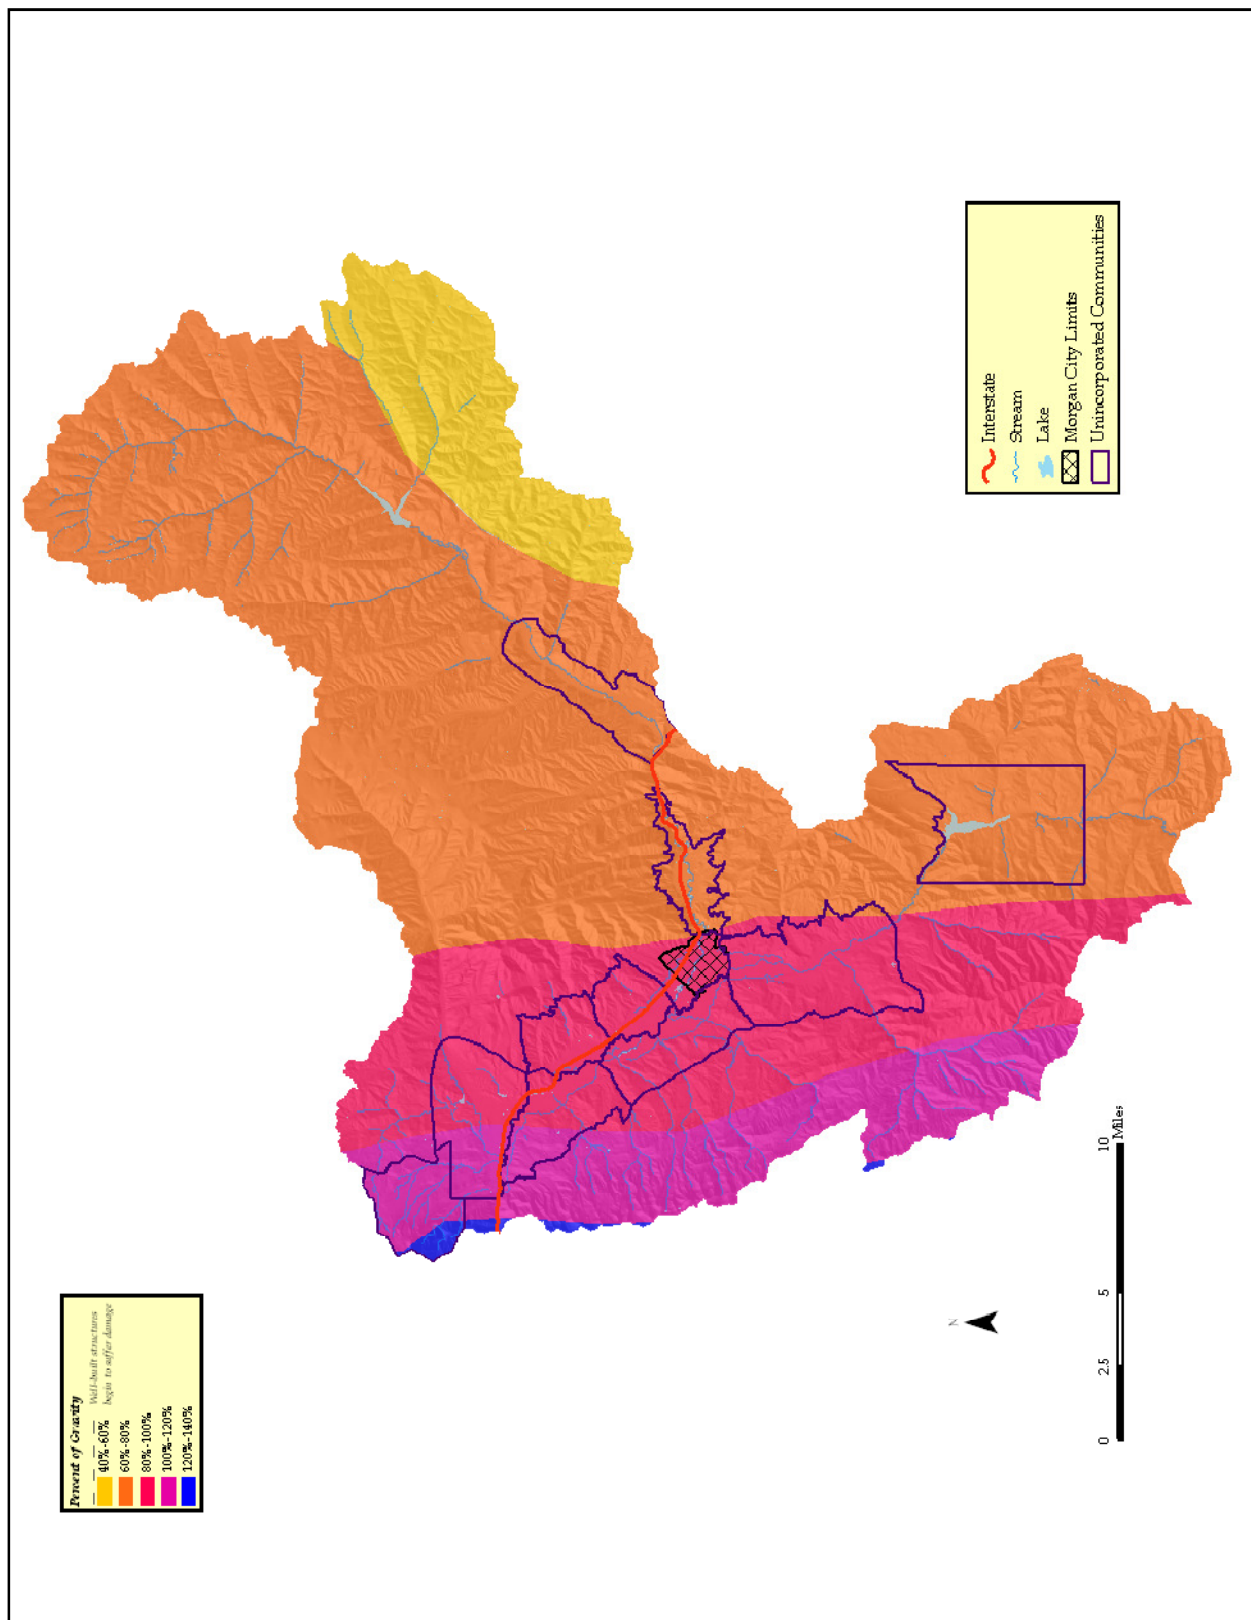 Percent of Gravity
Well-built structures
begin to suffer damage
40%-60%
60%-80%
80%-100%
100%-120%
120%-140%
Interstate
Stream
Lake
Morgan City Limits
Unincorporated Communities
N
0 2.5 5 10
Miles